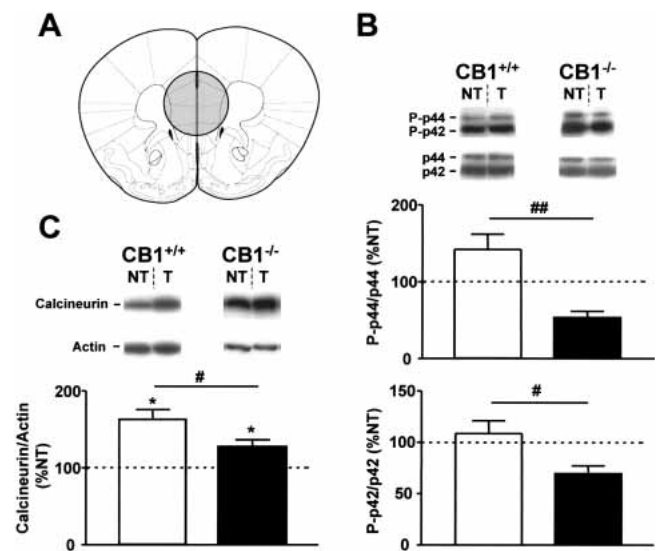 A
B
CB1+/+ CB1-/-
NT T NT T
P-p44
P-p42
p44
p42
200
##
P-p44/p44 (%NT)
100
0
C
CB1+/+ CB1-/-
NT T NT T
Calcineurin
Actin
200
#
*
*
Calcineurin/Actin
(%NT)
100
0
150
#
P-p42/p42 (%NT)
100
50
0